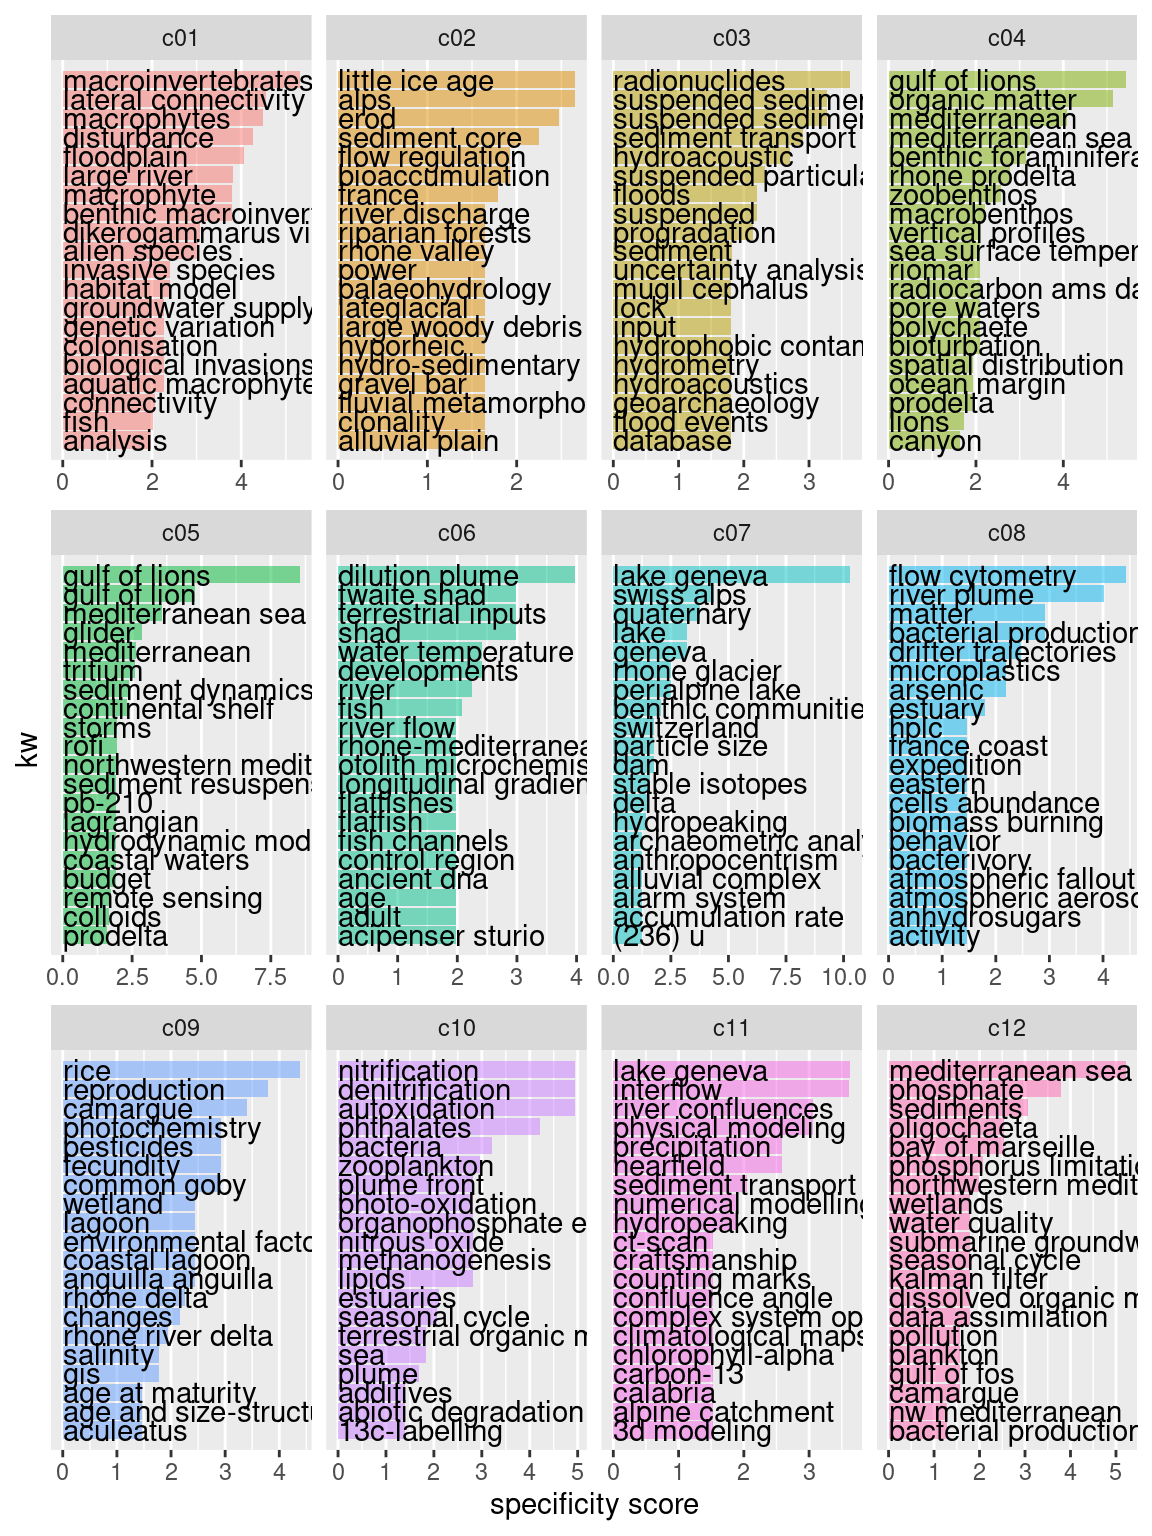 c01
macroinvertebrates
lateral connectivity
macrophytes
disturbance
floodplain
large river
macrophyte
benthic macroinver
dikerogammarus vi
alien species
invasive species
habitat model
groundwater supply
genetic variation
colonisation
biological invasions
aquatic macrophyte
connectivity
fish
analysis
0 2 4
c02
little ice age
alps
erod
sediment core
flow regulation
bioaccumulation
france
river discharge
riparian forests
rhone valley
power
palaeohydrology
lateglacial
large woody debris
hyporheic
hydro-sedimentary
gravel bar
fluvial metamorpho
clonality
alluvial plain
0 1 2
c03
radionuclides
suspended sedimen
suspended sedimen
sediment transport
hydroacoustic
suspended particula
floods
suspended
progradation
sediment
uncertainty analysis
mugil cephalus
lock
input
hydrophobic contan
hydrometry
hydroacoustics
geoarchaeology
flood events
database
0 1 2 3
c04
gulf of lions
organic matter
mediterranean
mediterranean sea
benthic foraminifera
rhone prodelta
zoobenthos
macrobenthos
vertical profiles
sea surface temper
riomar
radiocarbon ams da
pore waters
polychaete
bioturbation
spatial distribution
ocean margin
prodelta
lions
canyon
0 2 4
c05
gulf of lions
gulf of lion
mediterranean sea
glider
mediterranean
tritium
sediment dynamics
continental shelf
storms
rofi
northwestern medit
sediment resuspens
pb-210
lagrangian
hydrodynamic mod
coastal waters
budget
remote sensing
colloids
prodelta
0.0 2.5 5.0 7.5
c06
dilution plume
twaite shad
terrestrial inputs
shad
water temperature
developments
river
fish
river flow
rhone-mediterranea
otolith microchemis
longitudinal gradien
flatfishes
flatfish
fish channels
control region
ancient dna
age
adult
acipenser sturio
0 1 2 3 4
c07
lake geneva
swiss alps
quaternary
lake
geneva
rhone glacier
perialpine lake
benthic communitie
switzerland
particle size
dam
stable isotopes
delta
hydropeaking
archaeometric analy
anthropocentrism
alluvial complex
alarm system
accumulation rate
(236) u
0.0 2.5 5.0 7.5 10.0
c08
flow cytometry
river plume
matter
bacterial production
drifter trajectories
microplastics
arsenic
estuary
hplc
france coast
expedition
eastern
cells abundance
biomass burning
behavior
bacterivory
atmospheric fallout
atmospheric aeroso
anhydrosugars
activity
0 1 2 3 4
c09
rice
reproduction
camargue
photochemistry
pesticides
fecundity
common goby
wetland
lagoon
environmental facto
coastal lagoon
anguilla anguilla
rhone delta
changes
rhone river delta
salinity
gis
age at maturity
age and size-structu
aculeatus
0 1 2 3 4
c10
nitrification
denitrification
autoxidation
phthalates
bacteria
zooplankton
plume front
photo-oxidation
organophosphate e
nitrous oxide
methanogenesis
lipids
estuaries
seasonal cycle
terrestrial organic n
sea
plume
additives
abiotic degradation
13c-labelling
0 1 2 3 4 5
c11
lake geneva
interflow
river confluences
physical modeling
precipitation
nearfield
sediment transport
numerical modelling
hydropeaking
ct-scan
craftsmanship
counting marks
confluence angle
complex system op
climatological maps
chlorophyll-alpha
carbon-13
calabria
alpine catchment
3d modeling
0 1 2 3
c12
mediterranean sea
phosphate
sediments
oligochaeta
bay of marseille
phosphorus limitatio
northwestern medit
wetlands
water quality
submarine groundw
seasonal cycle
kalman filter
dissolved organic m
data assimilation
pollution
plankton
gulf of fos
camargue
nw mediterranean
bacterial production
0 1 2 3 4 5
kw
specificity score